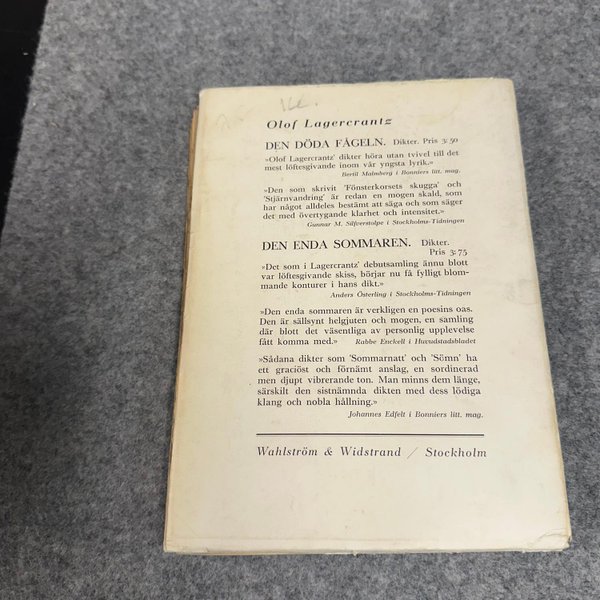 Olof Lagercrantz
DEN DÖDA FÅGELN. Dikter. Pris 3: 50
»Olof Lagercrantz' dikter höra utan tvivel till det
mest löftesgivande inom vår yngsta lyrik.»
Bertil Malmberg i Bonniers litt. mag.
»Den som skrivit 'Fönsterkorsets skugga' och
'Stjärnvandring' är redan en mogen skald, som
har något alldeles bestämt att säga och som säger
det med övertygande klarhet och intensitet.»
Gunnar M. Silfverstolpe i Stockholms-Tidningen
DEN ENDA SOMMAREN. Dikter.
Pris 3: 75
»Det som i Lagercrantz' debutsamling ännu blott
var löftesgivande skiss, börjar nu få fylligt blom-
mande konturer i hans dikt.»
Anders Österling i Stockholms-Tidningen
»Den enda sommaren är verkligen en poesins oas.
Den är sällsynt helgjuten och mogen, en samling
där blott det väsentliga av personlig upplevelse
fått komma med.» Rabbe Enckell i Huvudstadsbladet
»Sådana dikter som 'Sommarnatt' och 'Sömn' ha
ett graciöst och förnämt anslag, en sordinerad
men djupt vibrerande ton. Man minns dem länge,
särskilt den sistnämnda dikten med dess lödiga
klang och nobla hållning.»
Johannes Edfelt i Bonniers litt. mag.
Wahlström & Widstrand / Stockholm